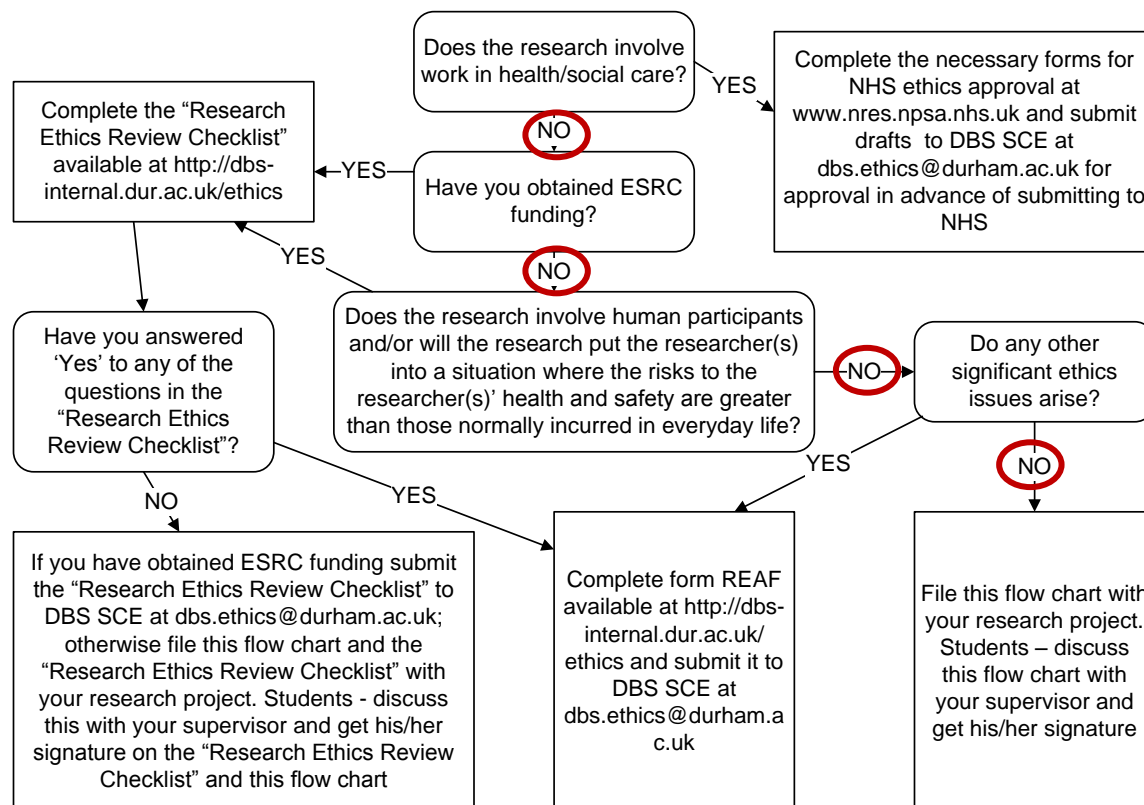 Does the research involve
work in health/social care?
YES
Complete the necessary forms for
NHS ethics approval at
www.nres.npsa.nhs.uk and submit
drafts to DBS SCE at
dbs.ethics@durham.ac.uk for
approval in advance of submitting to
NHS
NO
Complete the “Research
Ethics Review Checklist”
available at http://dbs-
internal.dur.ac.uk/ethics
YES
Have you obtained ESRC
funding?
YES
NO
Does the research involve human participants
and/or will the research put the researcher(s)
into a situation where the risks to the
researcher(s)’ health and safety are greater
than those normally incurred in everyday life?
NO
Do any other
significant ethics
issues arise?
Have you answered
‘Yes’ to any of the
questions in the
“Research Ethics
Review Checklist”?
NO
YES
YES
NO
If you have obtained ESRC funding submit
the “Research Ethics Review Checklist” to
DBS SCE at dbs.ethics@durham.ac.uk;
otherwise file this flow chart and the
“Research Ethics Review Checklist” with
your research project. Students - discuss
this with your supervisor and get his/her
signature on the “Research Ethics Review
Checklist” and this flow chart
Complete form REAF
available at http://dbs-
internal.dur.ac.uk/
ethics and submit it to
DBS SCE at
dbs.ethics@durham.a
c.uk
File this flow chart with
your research project.
Students – discuss
this flow chart with
your supervisor and
get his/her signature